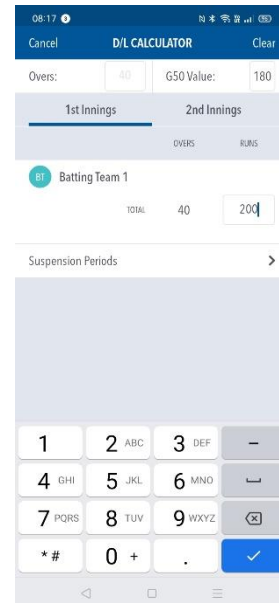 08:17
Cancel D/L CALCULATOR Clear
Overs: 40 G50 Value: 180
1st Innings 2nd Innings
OVERS RUNS
BT Batting Team 1
TOTAL 40 200
Suspension Periods >
1 2 ABC 3 DEF -
4 GHI 5 JKL 6 MNO
7 PQRS 8 TUV 9 WXYZ
* # 0 + .